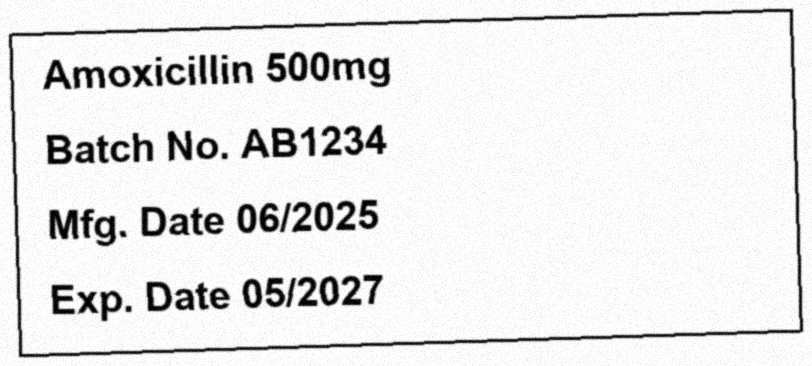 Amoxicillin 500mg
Batch No. AB1234
Mfg. Date 06/2025
Exp. Date 05/2027